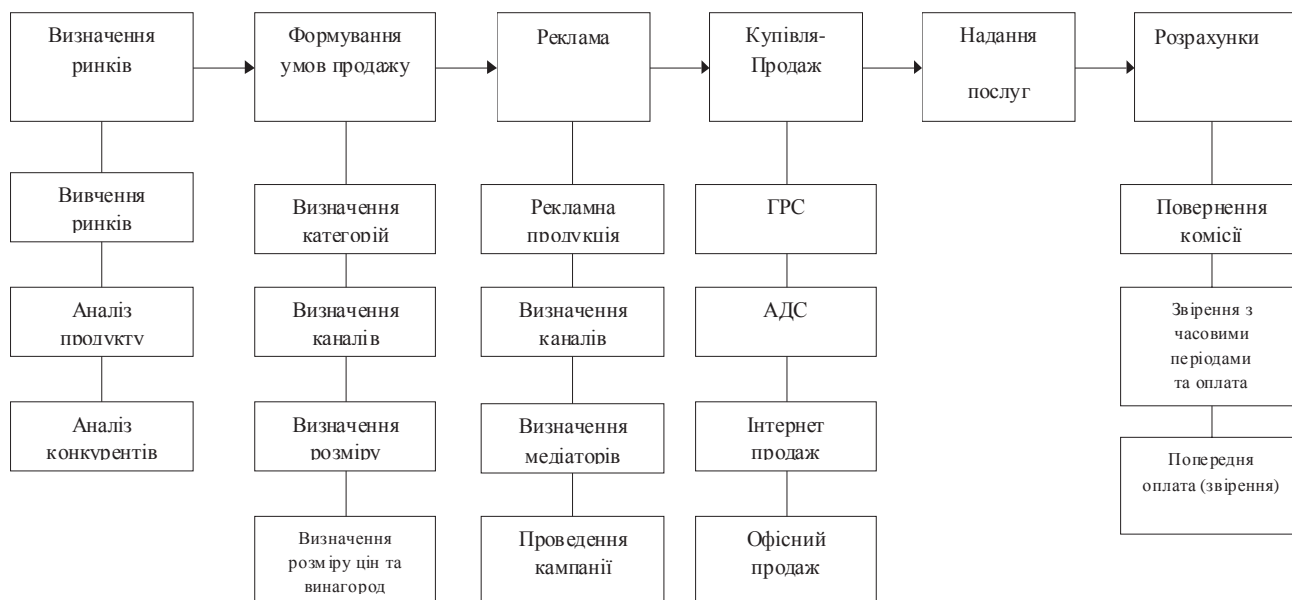 Визначення
ринків
Формування
умов продажу
Реклама
Купівля-
Продаж
Надання
послуг
Розрахунки
Вивчення
ринків
Аналіз
продукту
Аналіз
конкурентів
Визначення
категорій
Визначення
каналів
Визначення
розміру
Визначення
розміру цін та
винагород
Рекламна
продукція
Визначення
каналів
Визначення
медіаторів
Проведення
кампанії
ГРС
АДС
Інтернет
продаж
Офісний
продаж
Повернення
комісії
Звірення з
часовими
періодами
та оплата
Попередня
оплата (звірення)